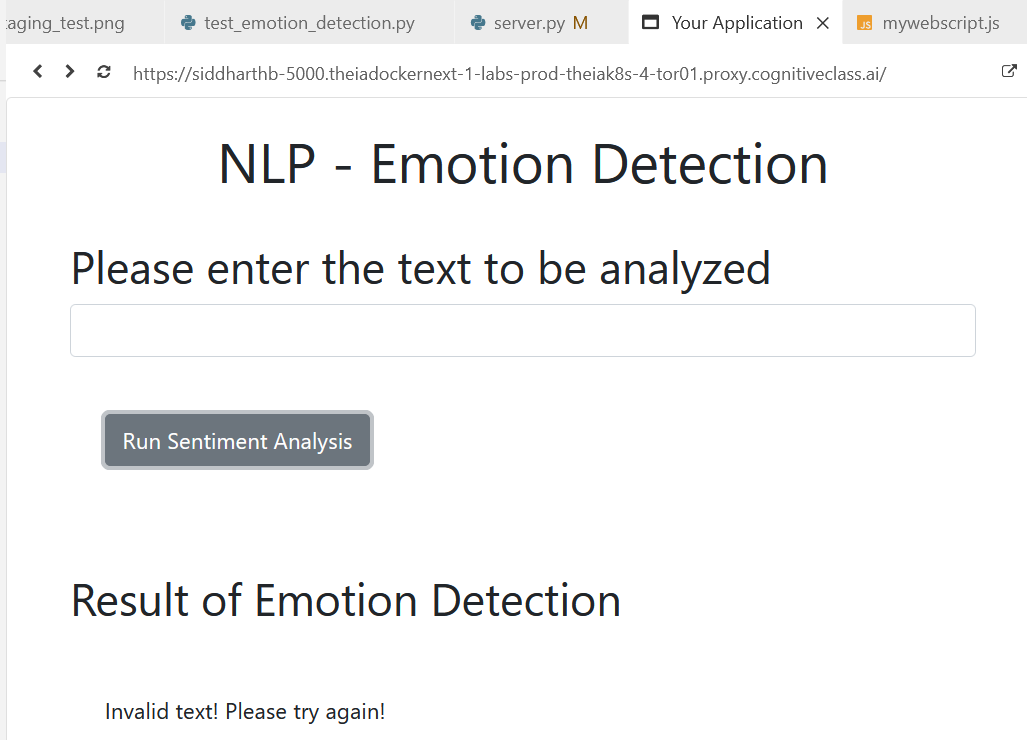 taging_test.png test_emotion_detection.py server.py M Your Application mywebscript.js
https://siddharthb-5000.theiadockernext-1-labs-prod-theiak8s-4-tor01.proxy.cognitiveclass.ai/
NLP - Emotion Detection
Please enter the text to be analyzed
Run Sentiment Analysis
Result of Emotion Detection
Invalid text! Please try again!